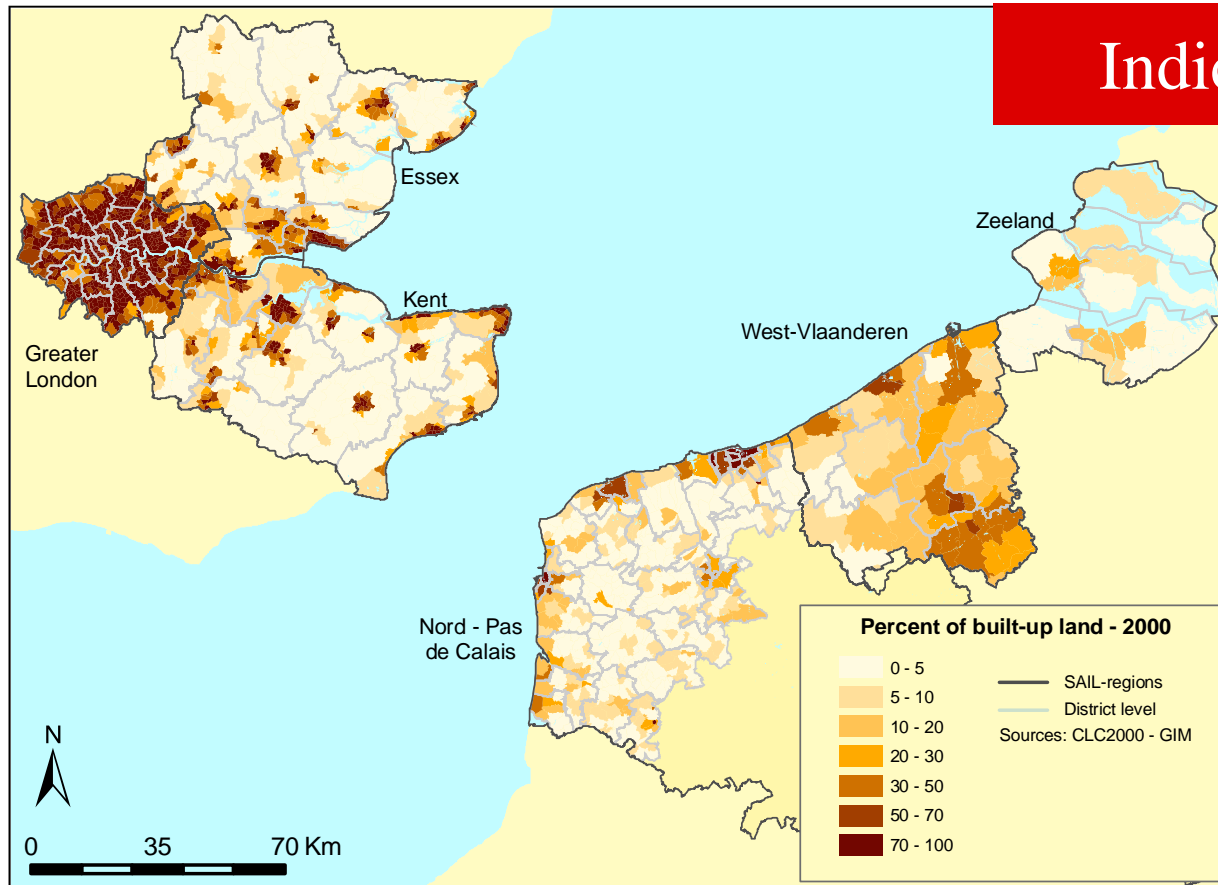 Indic
Essex
Zeeland
Kent
West-Vlaanderen
Greater
London
Nord - Pas
de Calais
Percent of built-up land - 2000
0 - 5
5 - 10
10 - 20
20 - 30
30 - 50
50 - 70
70 - 100
SAIL-regions
District level
Sources: CLC2000 - GIM
N
0 35 70 Km